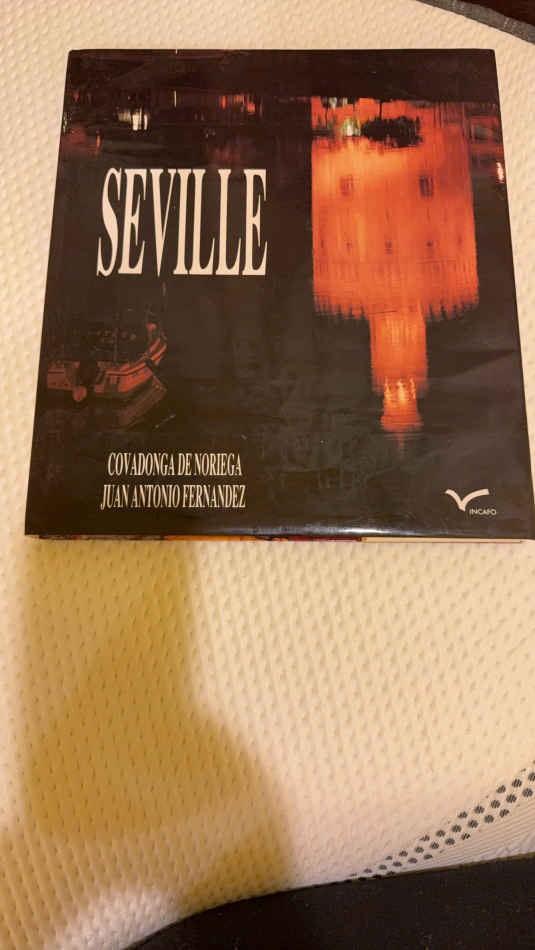 SEVILLE
COVADONGA DE NORIEGA
JUAN ANTONIO FERNANDEZ
INCAFO